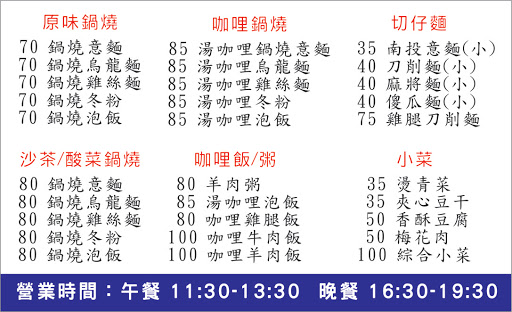 原味鍋燒
70 鍋燒意麵
70 鍋燒烏龍麵
70 鍋燒雞絲麵
70 鍋燒冬粉
70 鍋燒泡飯
咖哩鍋燒
85 湯咖哩鍋燒意麵
85 湯咖哩烏龍麵
85 湯咖哩雞絲麵
85 湯咖哩冬粉
85 湯咖哩泡飯
切仔麵
35 南投意麵(小)
40 刀削麵(小)
40 麻將麵(小)
40 傻瓜麵(小)
75 雞腿刀削麵
沙茶/酸菜鍋燒
80 鍋燒意麵
80 鍋燒烏龍麵
80 鍋燒雞絲麵
80 鍋燒冬粉
80 鍋燒泡飯
咖哩飯/粥
80 羊肉粥
85 湯咖哩泡飯
80 咖哩雞腿飯
100 咖哩牛肉飯
100 咖哩羊肉飯
小菜
35 燙青菜
35 夾心豆干
50 香酥豆腐
50 梅花肉
100 綜合小菜
營業時間：午餐 11:30-13:30 晚餐 16:30-19:30